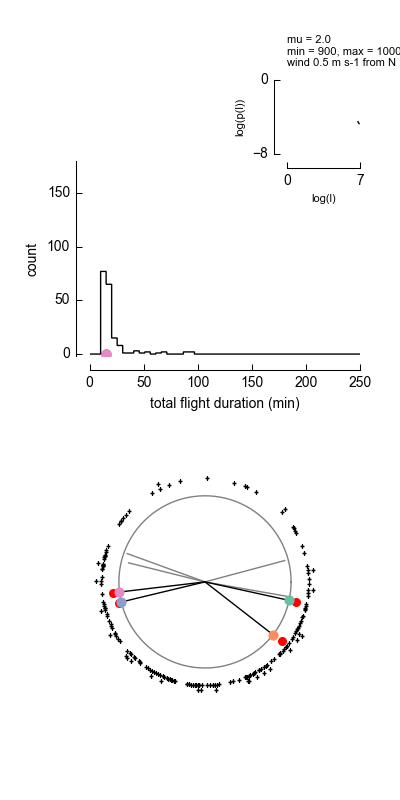 mu = 2.0
min = 900, max = 1000
wind 0.5 m s-1 from N
0
−8
log(p(l))
0 7
log(l)
150
100
50
0
count
0 50 100 150 200 250
total flight duration (min)